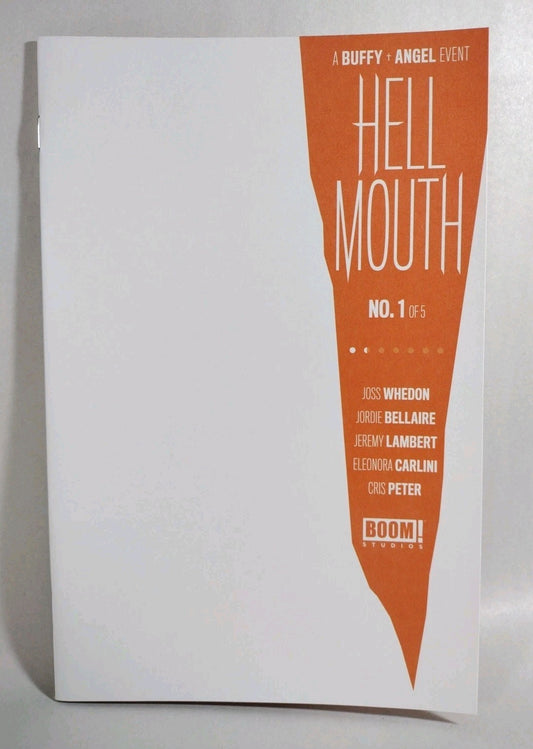 A BUFFY + ANGEL EVENT
HELL
MOUTH
NO. 1 OF 5
JOSS WHEDON
JORDIE BELLAIRE
JEREMY LAMBERT
ELEONORA CARLINI
CRIS PETER
BOOM!
STUDIOS